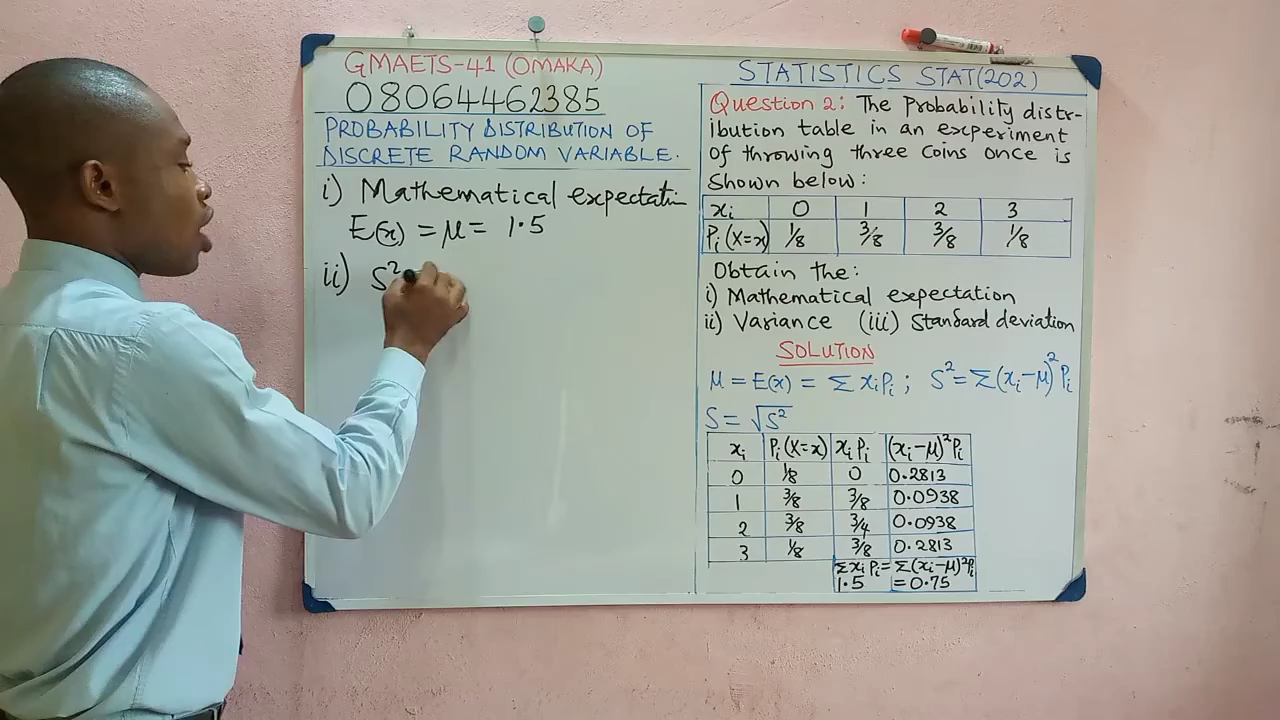 GMAETS-41 (OMAKA)
08064462385
PROBABILITY DISTRIBUTION OF
DISCRETE RANDOM VARIABLE.
i) Mathematical expectatin
E(x) = μ = 1.5
ii) S²
STATISTICS STAT(202)
Question 2: The Probability distr-
ibution table in an experiment
of throwing three coins once is
shown below:
xi 0 1 2 3
Pi(X=x) 1/8 3/8 3/8 1/8
Obtain the:
i) Mathematical expectation
ii) Variance (iii) Standard deviation
SOLUTION
μ = E(x) = Σ xiPi ; S² = Σ(xi-μ)²Pi
S = √S²
xi Pi(X=x) xi Pi (xi-μ)²Pi
0 1/8 0 0.2813
1 3/8 3/8 0.0938
2 3/8 3/4 0.0938
3 1/8 3/8 0.2813
Σxi Pi = Σ(xi-μ)²Pi
1.5 = 0.75